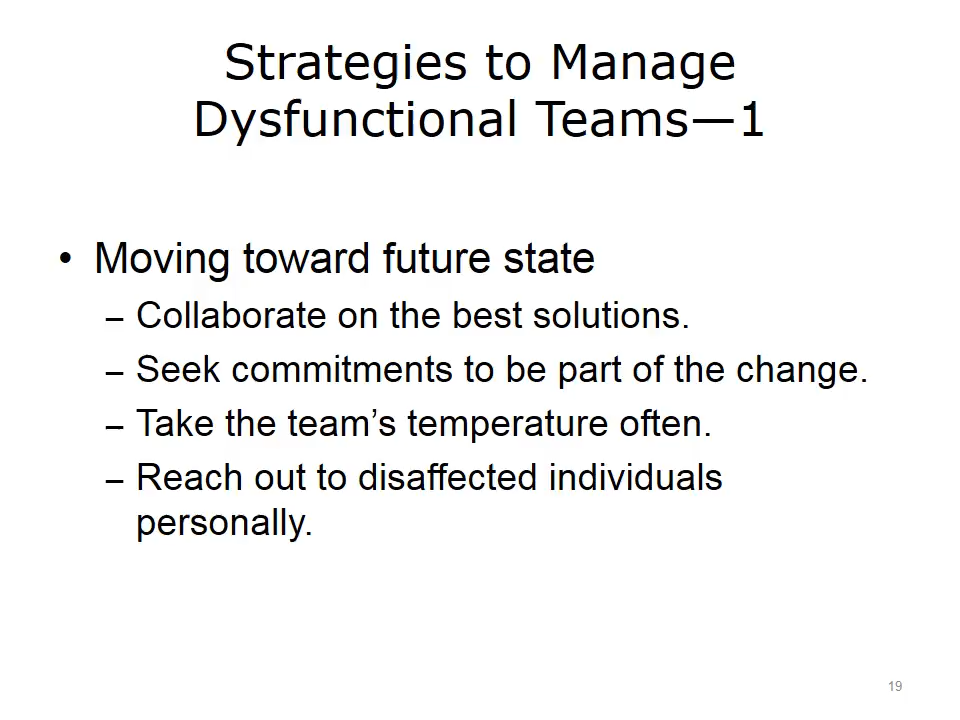 Strategies to Manage
Dysfunctional Teams—1
• Moving toward future state
– Collaborate on the best solutions.
– Seek commitments to be part of the change.
– Take the team’s temperature often.
– Reach out to disaffected individuals
personally.
19